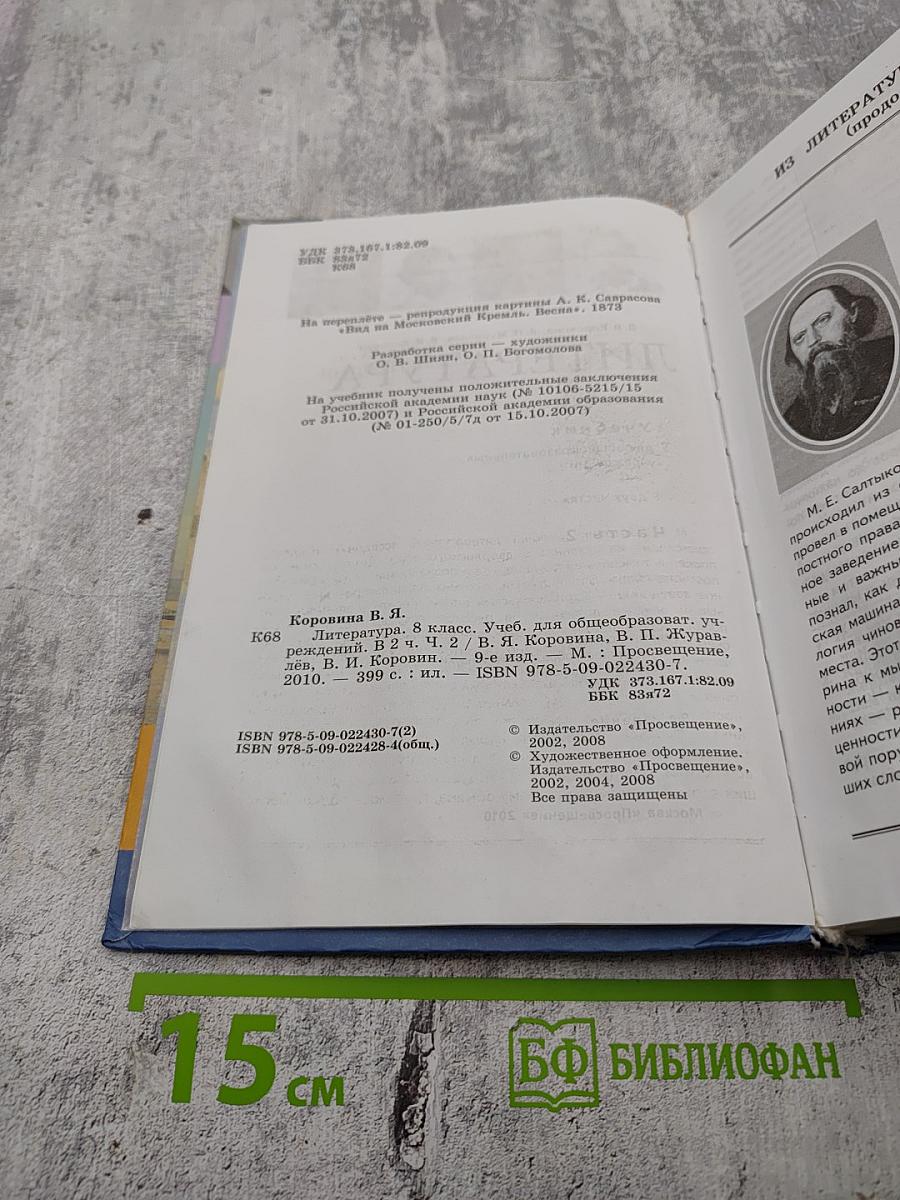 УДК 373.167.1:82.09
ББК 83я72
К68
На переплёте — репродукция картины А. К. Саврасова
«Вид на Московский Кремль. Весна». 1873
Разработка серии — художники
О. В. Шиян, О. П. Богомолова
На учебник получены положительные заключения
Российской академии наук (№ 10106-5215/15
от 31.10.2007) и Российской академии образования
(№ 01-250/5/7д от 15.10.2007)
Коровина В. Я.
К68 Литература. 8 класс. Учеб. для общеобразоват. уч-
реждений. В 2 ч. Ч. 2 / В. Я. Коровина, В. П. Журав-
лёв, В. И. Коровин. — 9-е изд. — М. : Просвещение,
2010. — 399 с. : ил. — ISBN 978-5-09-022430-7.
УДК 373.167.1:82.09
ББК 83я72
ISBN 978-5-09-022430-7(2)
ISBN 978-5-09-022428-4(общ.)
© Издательство «Просвещение»,
2002, 2008
© Художественное оформление.
Издательство «Просвещение»,
2002, 2004, 2008
Все права защищены
ИЗ ЛИТЕРАТУ
(продо
М. Е. Салтыко
происходил из
провел в помещ
постного права
ное заведение
ные и важны
познал, как д
ская машина
логия чинов
места. Этот
рина к мы
ности — к
ниях — р
ценности
вой пору
ших сло
15 см
БФ БИБЛИОФАН